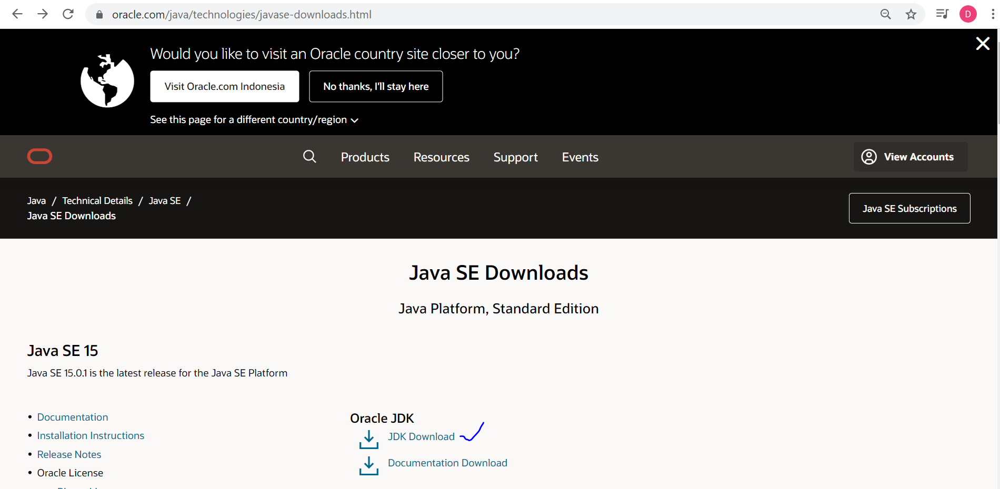 oracle.com/java/technologies/javase-downloads.html
D
Would you like to visit an Oracle country site closer to you?
Visit Oracle.com Indonesia
No thanks, I'll stay here
See this page for a different country/region
Products
Resources
Support
Events
View Accounts
Java / Technical Details / Java SE /
Java SE Downloads
Java SE Subscriptions
Java SE Downloads
Java Platform, Standard Edition
Java SE 15
Java SE 15.0.1 is the latest release for the Java SE Platform
• Documentation
• Installation Instructions
• Release Notes
• Oracle License
Oracle JDK
JDK Download
Documentation Download